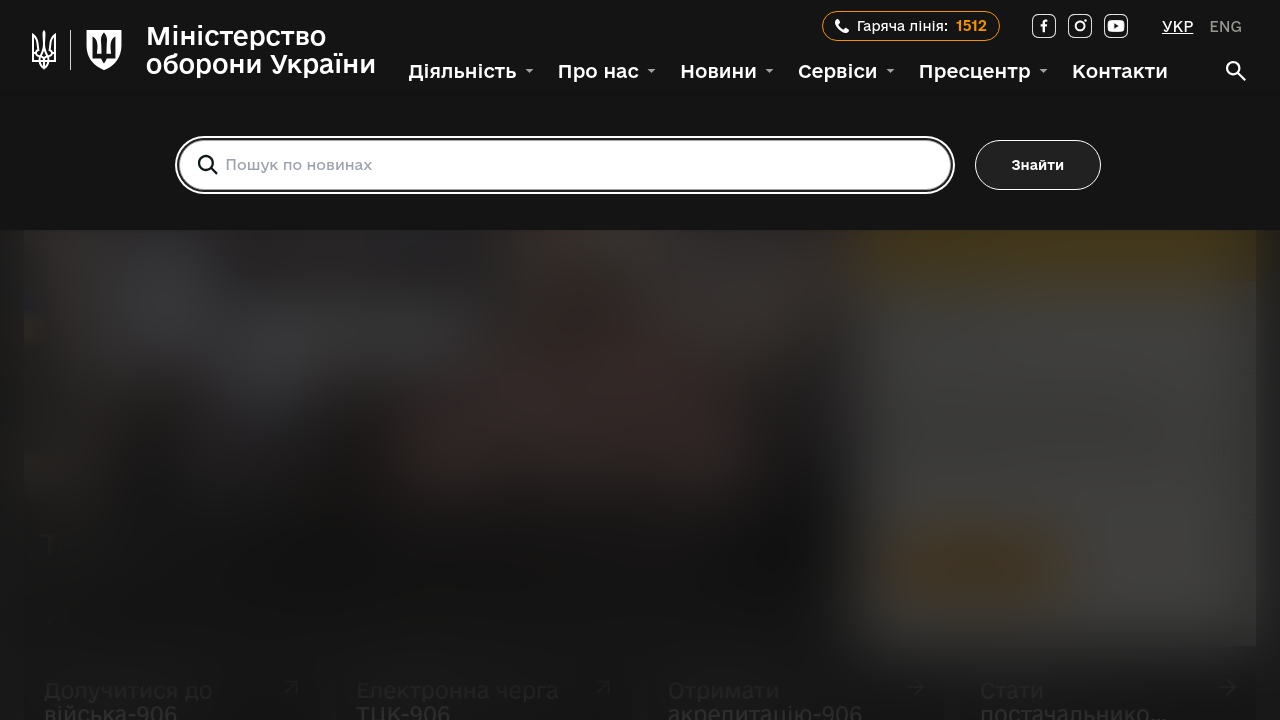 Міністерство
оборони України
Гаряча лінія: 1512
УКР ENG
Діяльність Про нас Новини Сервіси Пресцентр Контакти
Пошук по новинах
Знайти
Долучитися до
війська-906
Електронна черга
ТЦК-906
Отримати
акредитацію-906
Стати
постачальнико...